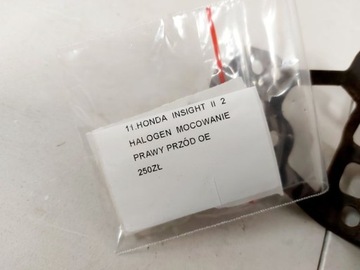 11.HONDA INSIGHT II 2
HALOGEN MOCOWANIE
PRAWY PRZÓD OE
250ZŁ